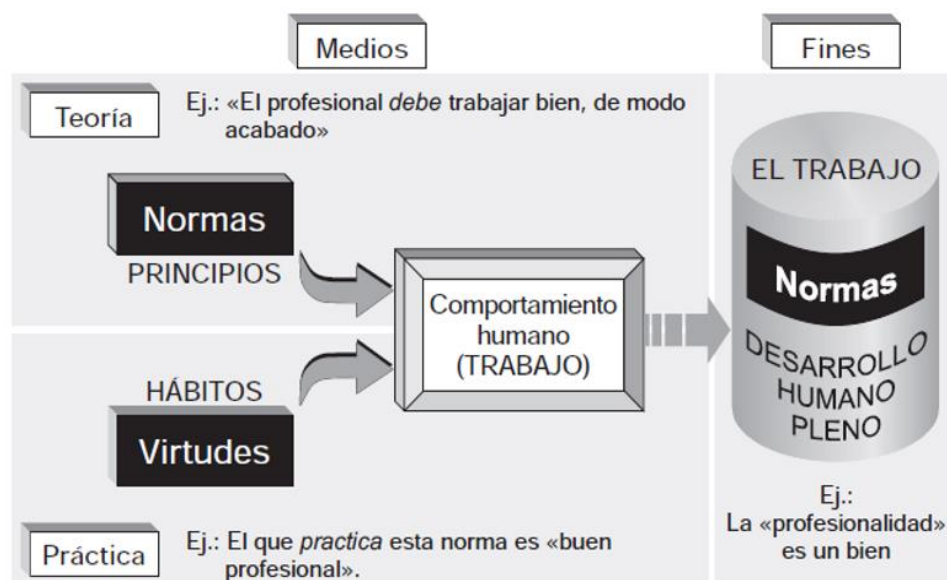 Medios
Fines
Teoría
Ej.: «El profesional debe trabajar bien, de modo
acabado»
Normas
PRINCIPIOS
Comportamiento
humano
(TRABAJO)
HÁBITOS
Virtudes
Práctica
Ej.: El que practica esta norma es «buen
profesional».
EL TRABAJO
Normas
DESARROLLO
HUMANO
PLENO
Ej.:
La «profesionalidad»
es un bien